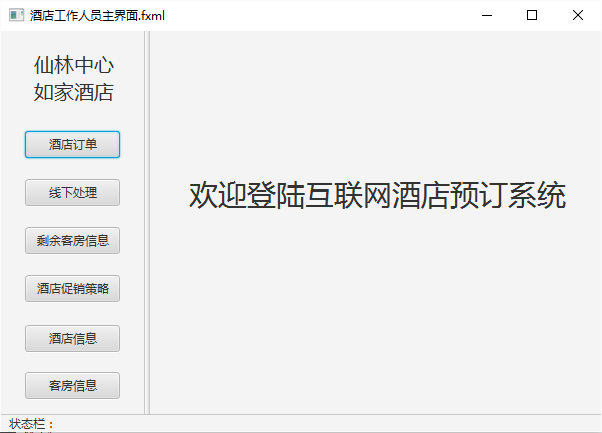 酒店工作人员主界面.fxml
仙林中心
如家酒店
酒店订单
线下处理
剩余客房信息
酒店促销策略
酒店信息
客房信息
欢迎登陆互联网酒店预订系统
状态栏：